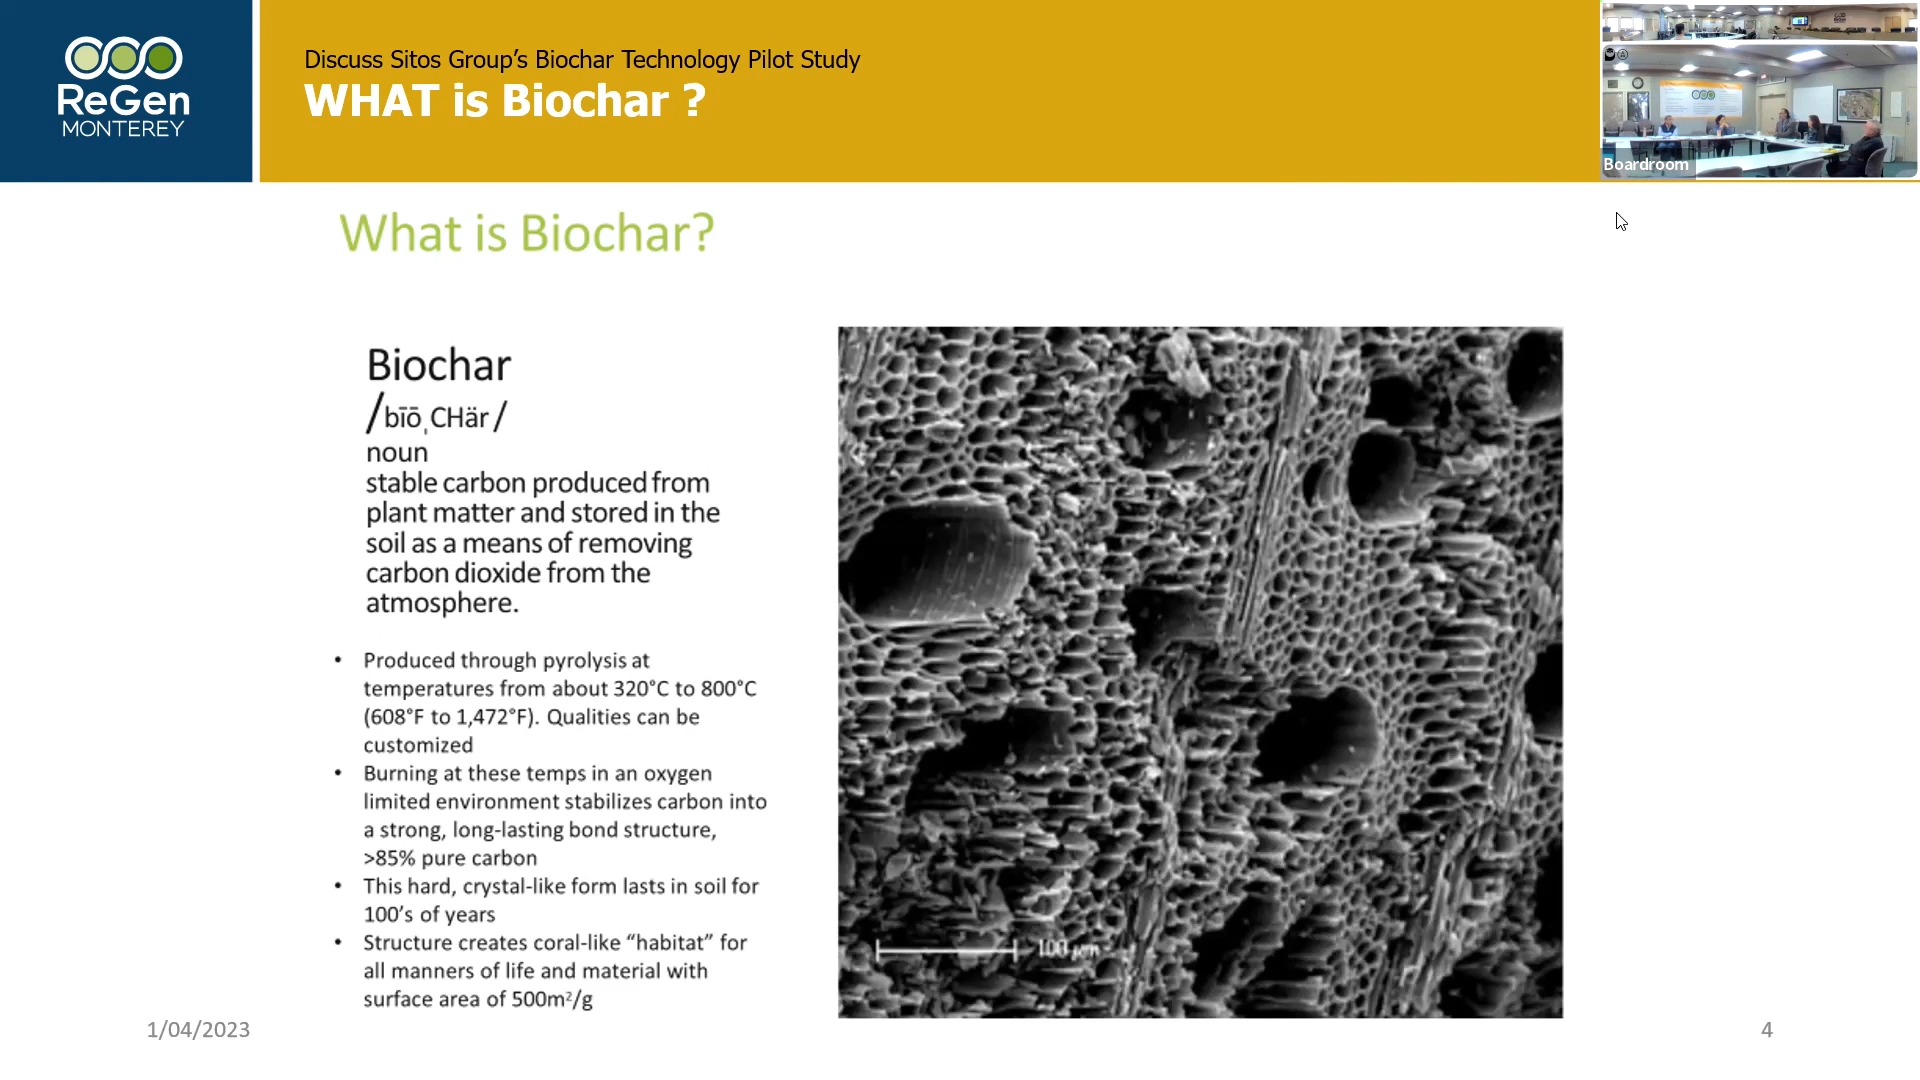 ReGen
MONTEREY
Discuss Sitos Group's Biochar Technology Pilot Study
WHAT is Biochar ?
Boardroom
What is Biochar?
Biochar
/bīō,CHär/
noun
stable carbon produced from
plant matter and stored in the
soil as a means of removing
carbon dioxide from the
atmosphere.
• Produced through pyrolysis at
temperatures from about 320°C to 800°C
(608°F to 1,472°F). Qualities can be
customized
• Burning at these temps in an oxygen
limited environment stabilizes carbon into
a strong, long-lasting bond structure,
>85% pure carbon
• This hard, crystal-like form lasts in soil for
100's of years
• Structure creates coral-like “habitat” for
all manners of life and material with
surface area of 500m²/g
100 µm
1/04/2023
4